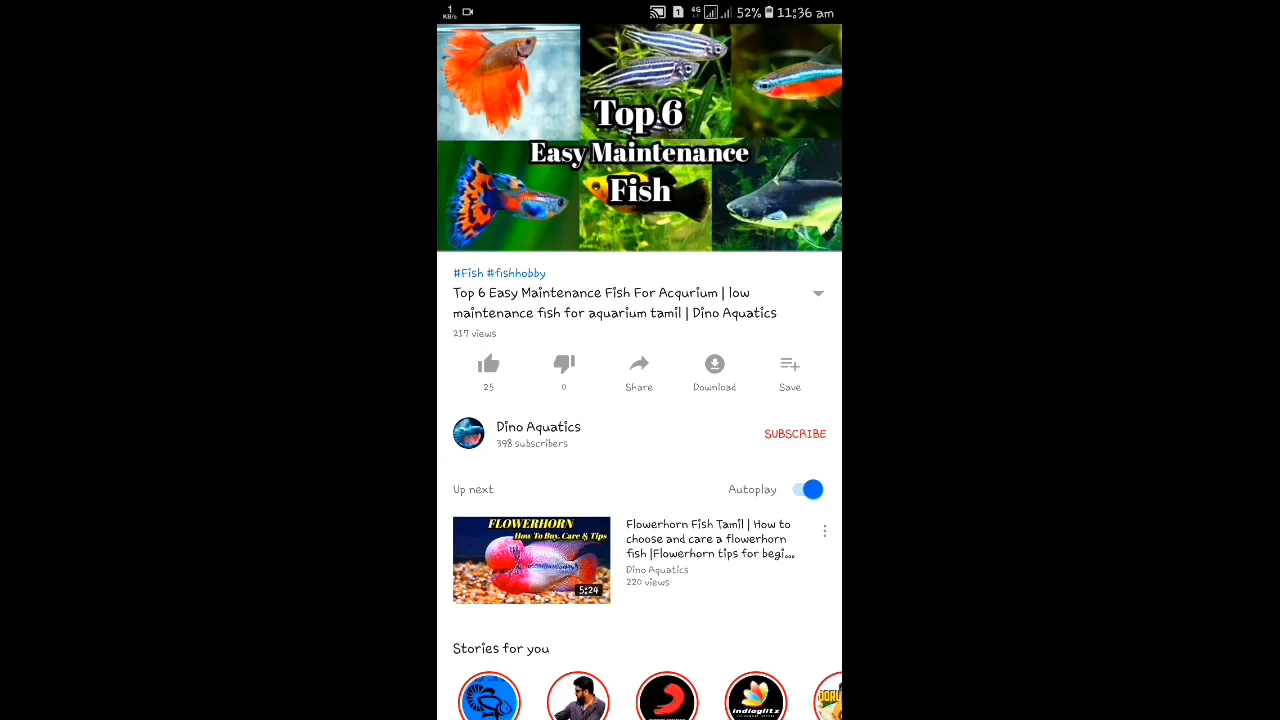 1
KB/s
1
4G
52%
11:36 am
Top 6
Easy Maintenance
Fish
#Fish #fishhobby
Top 6 Easy Maintenance Fish For Acqurium | low
maintenance fish for aquarium tamil | Dino Aquatics
217 views
25
0
Share
Download
Save
Dino Aquatics
398 subscribers
SUBSCRIBE
Up next
Autoplay
FLOWERHORN
How To Buy, Care & Tips
5:24
Flowerhorn Fish Tamil | How to
choose and care a flowerhorn
fish |Flowerhorn tips for begi...
Dino Aquatics
220 views
Stories for you
indiaglitz